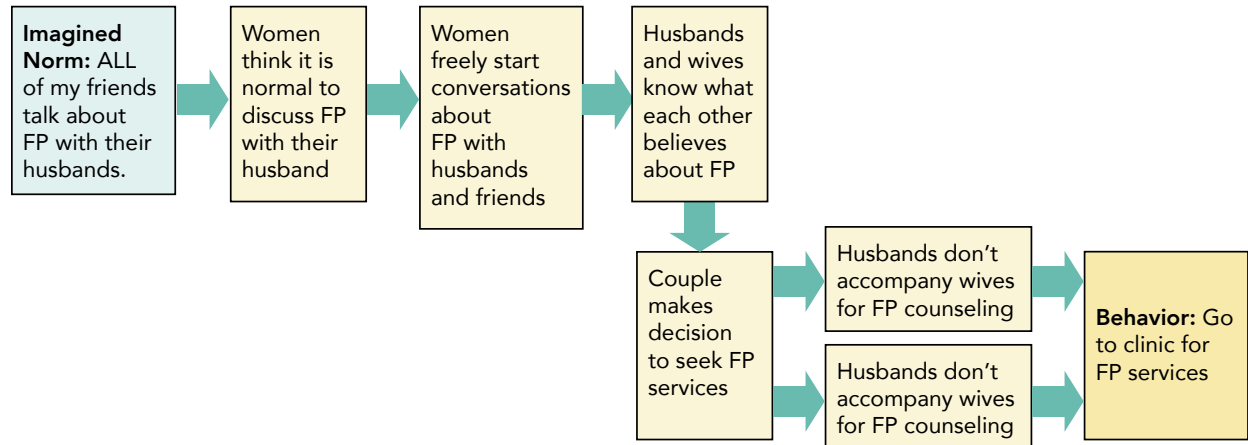 Imagined
Norm: ALL
of my friends
talk about
FP with their
husbands.
Women
think it is
normal to
discuss FP
with their
husband
Women
freely start
conversations
about
FP with
husbands
and friends
Husbands
and wives
know what
each other
believes
about FP
Couple
makes
decision
to seek FP
services
Husbands don’t
accompany wives
for FP counseling
Husbands don’t
accompany wives
for FP counseling
Behavior: Go
to clinic for
FP services